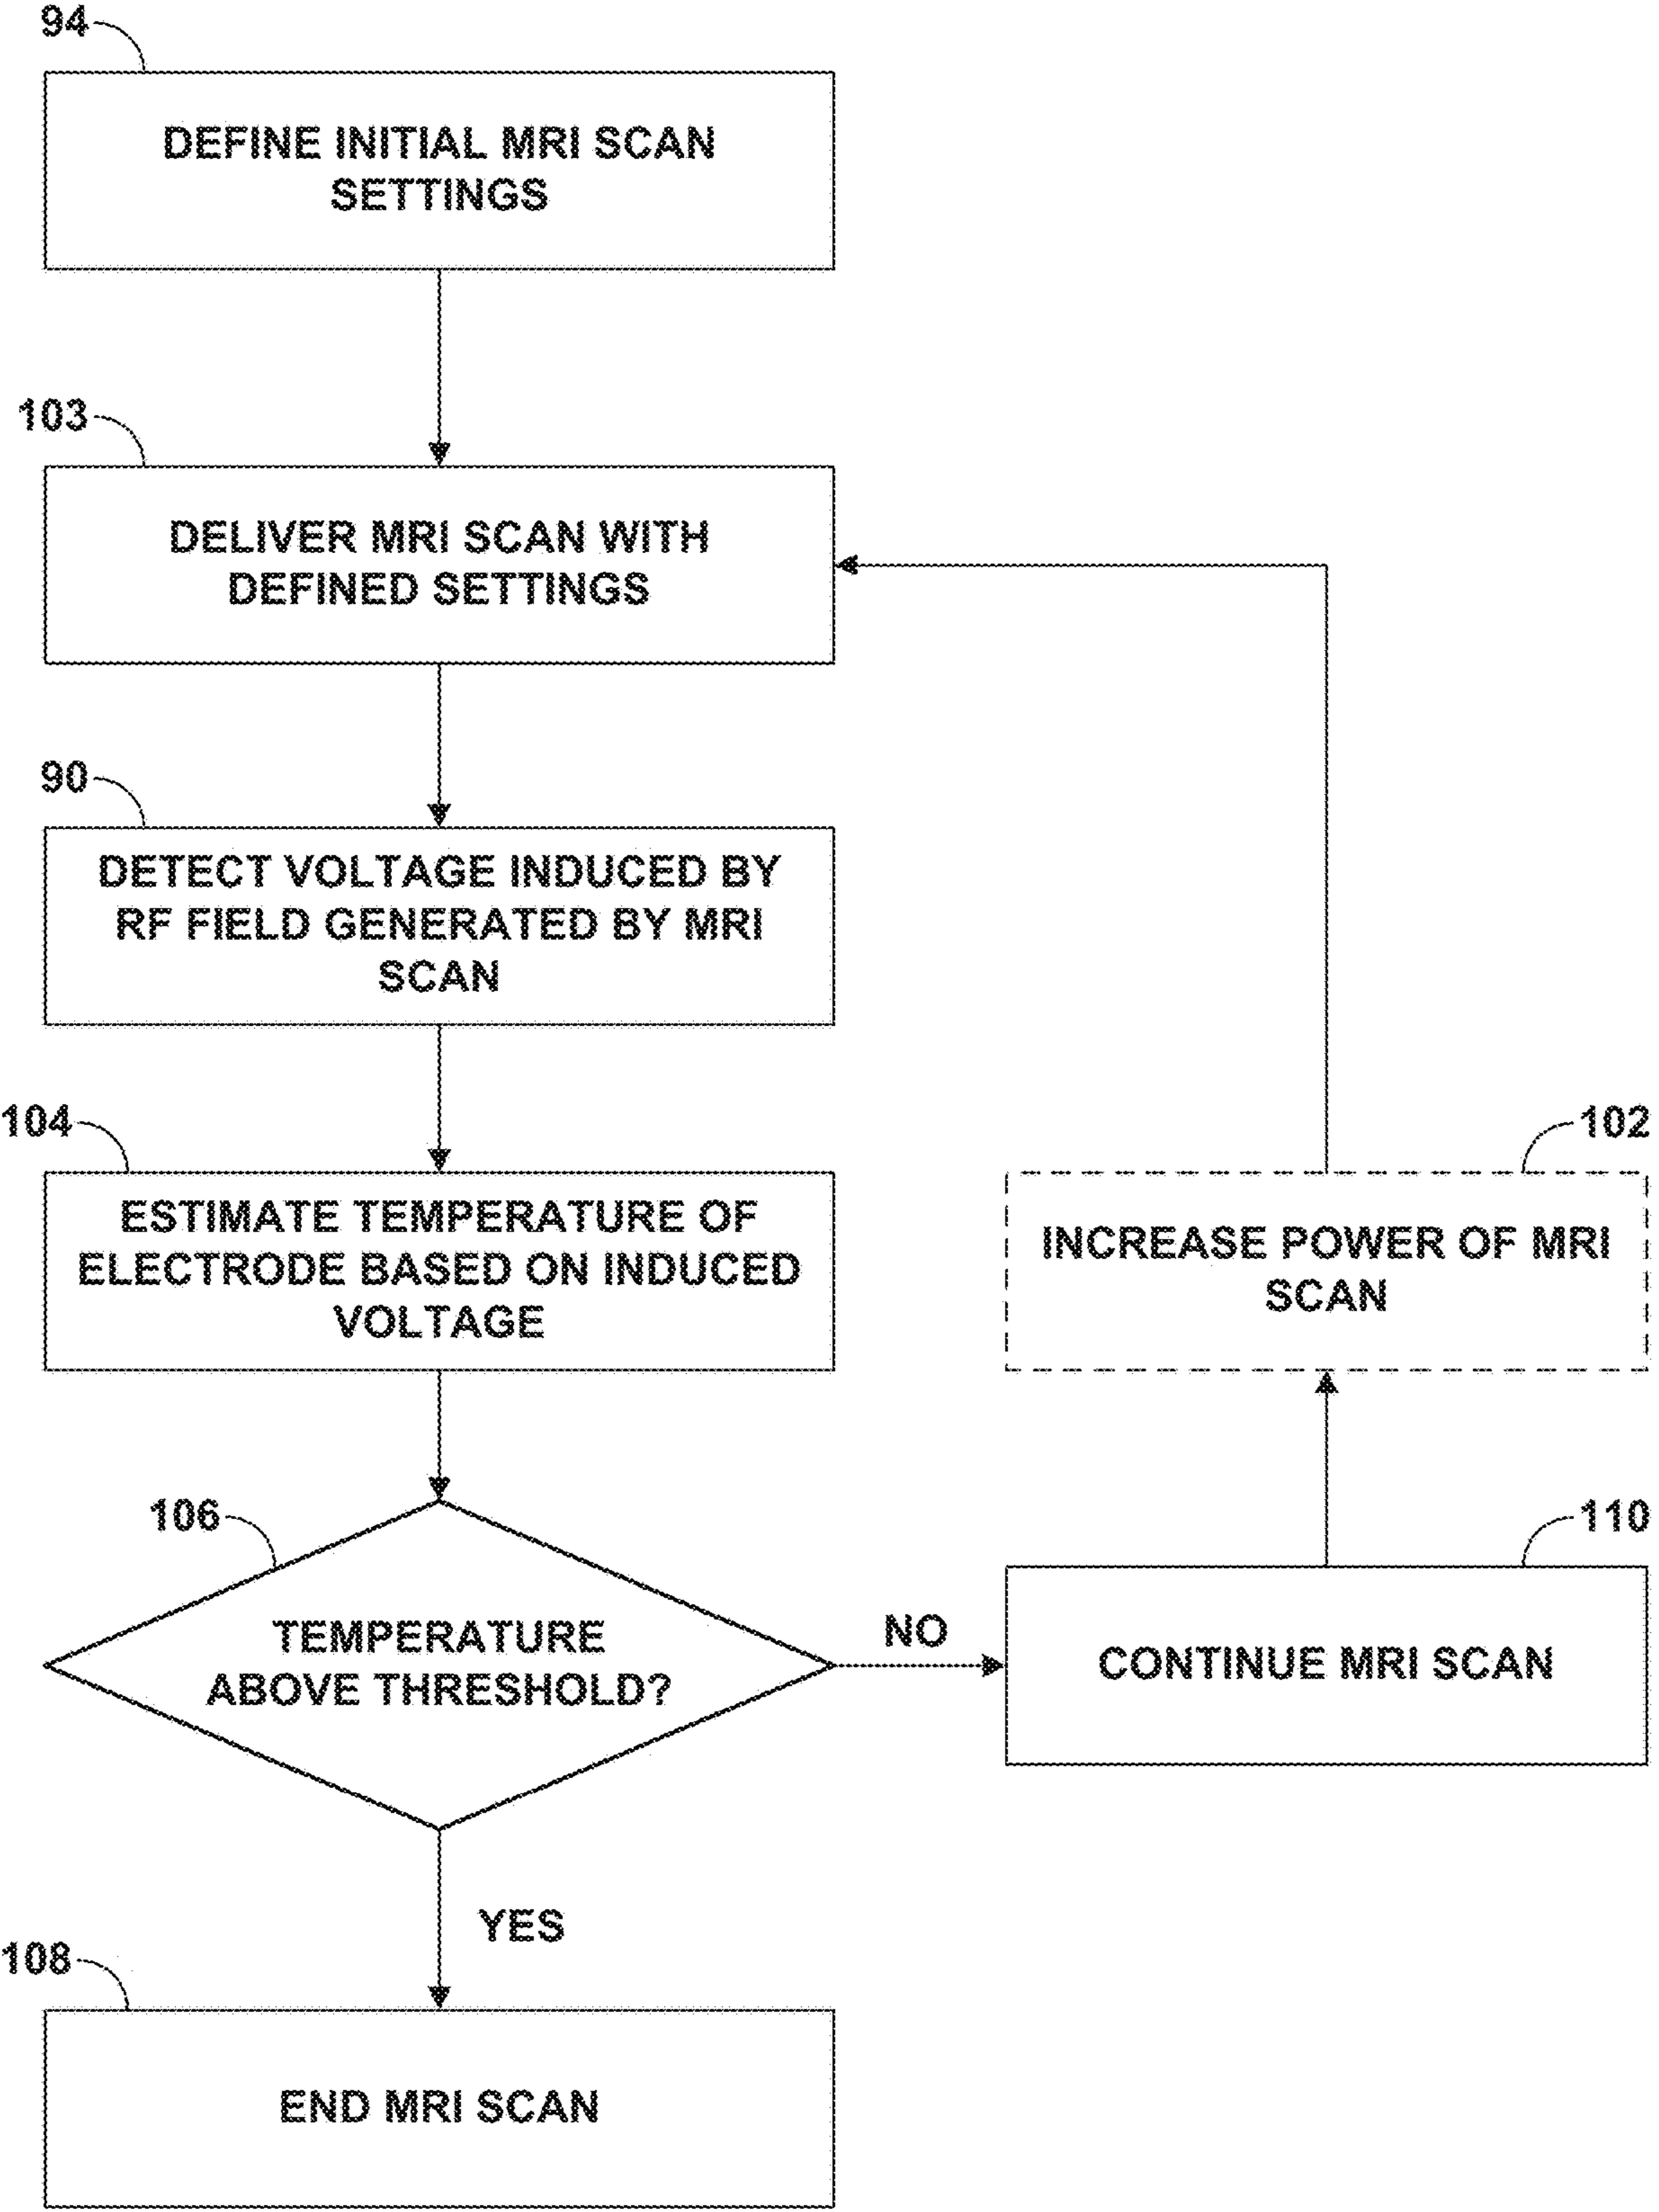 94
DEFINE INITIAL MRI SCAN
SETTINGS
103
DELIVER MRI SCAN WITH
DEFINED SETTINGS
90
DETECT VOLTAGE INDUCED BY
RF FIELD GENERATED BY MRI
SCAN
104
ESTIMATE TEMPERATURE OF
ELECTRODE BASED ON INDUCED
VOLTAGE
102
INCREASE POWER OF MRI
SCAN
106
TEMPERATURE
ABOVE THRESHOLD?
NO
110
CONTINUE MRI SCAN
YES
108
END MRI SCAN